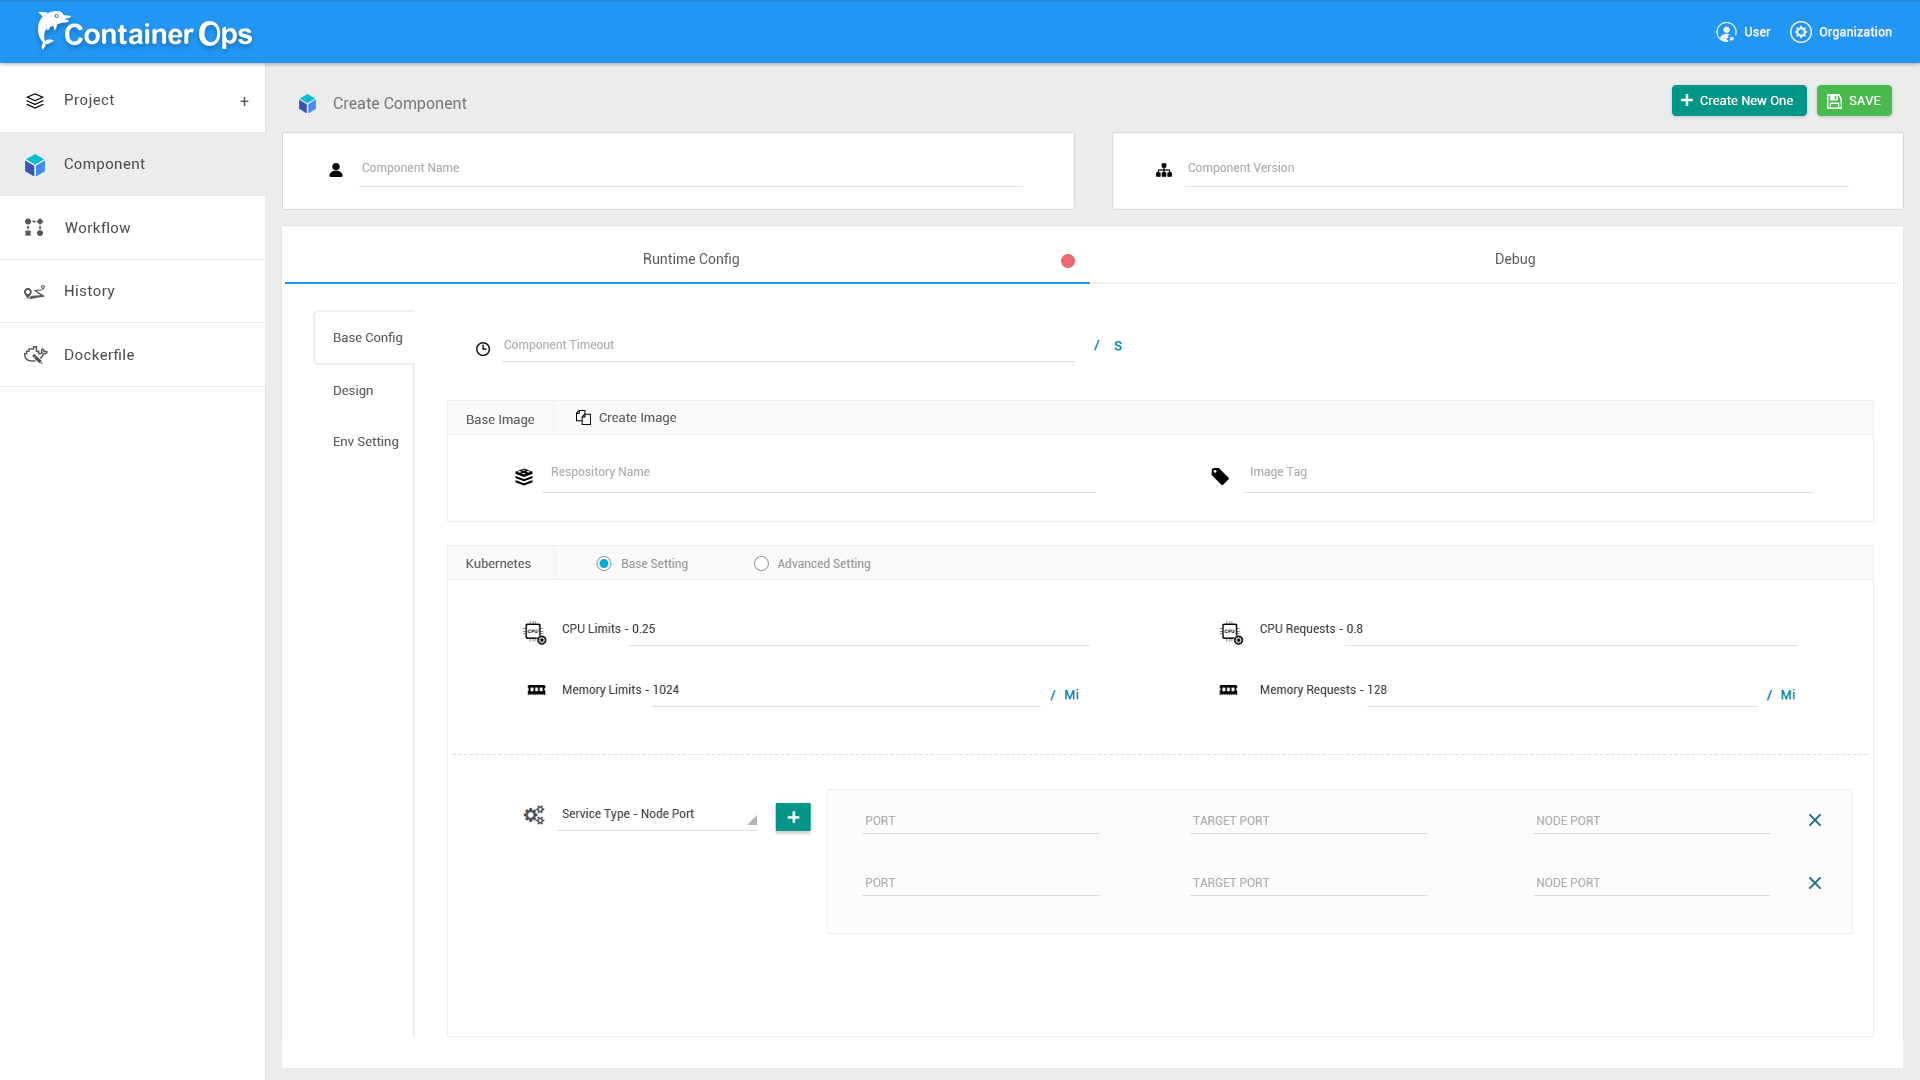 Container Ops
User
Organization
Project +
Component
Workflow
History
Dockerfile
Create Component
+ Create New One
SAVE
Component Name
Component Version
Runtime Config
Debug
Base Config
Design
Env Setting
Component Timeout / S
Base Image
Create Image
Respository Name
Image Tag
Kubernetes
Base Setting
Advanced Setting
CPU
CPU Limits - 0.25
CPU
CPU Requests - 0.8
Memory Limits - 1024 / Mi
Memory Requests - 128 / Mi
Service Type - Node Port
+
PORT
TARGET PORT
NODE PORT
PORT
TARGET PORT
NODE PORT